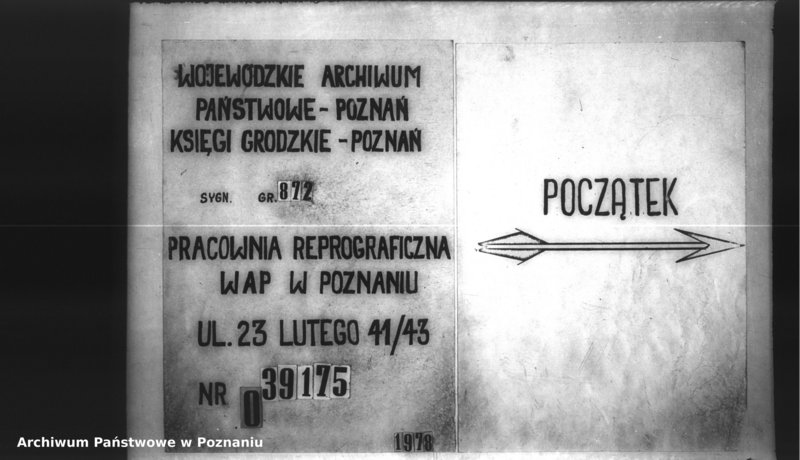 WOJEWÓDZKIE ARCHIWUM
PAŃSTWOWE - POZNAŃ
KSIĘGI GRODZKIE - POZNAŃ
SYGN. GR. 872
PRACOWNIA REPROGRAFICZNA
WAP W POZNANIU
UL. 23 LUTEGO 41/43
NR 039175
1978
POCZĄTEK
Archiwum Państwowe w Poznaniu